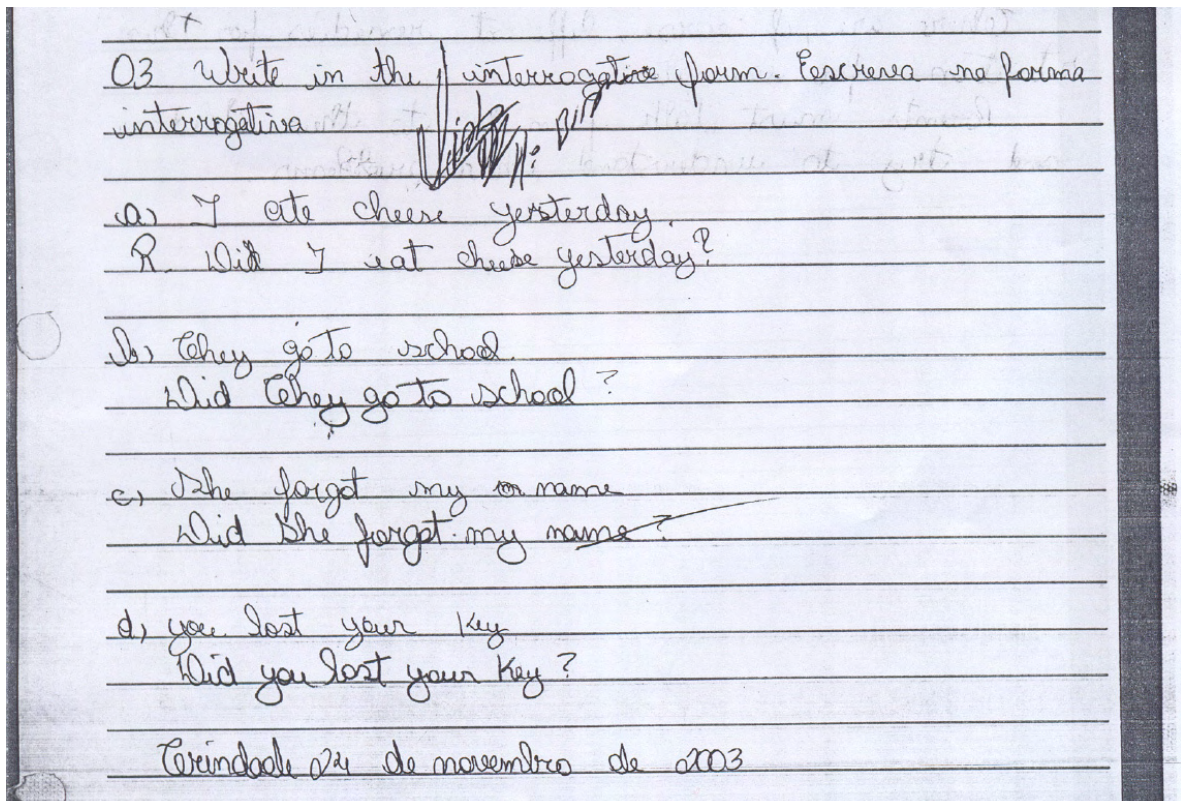 03 Write in the interrogative form. Eescreva na forma
interrogativa
a) I ate cheese yesterday.
R. Did I eat cheese yesterday?
b) They go to school.
Did they go to school?
c) She forgot my name
Did she forgot my name?
d) you lost your key
Did you lost your key?
Trindade 24 de novembro de 2003